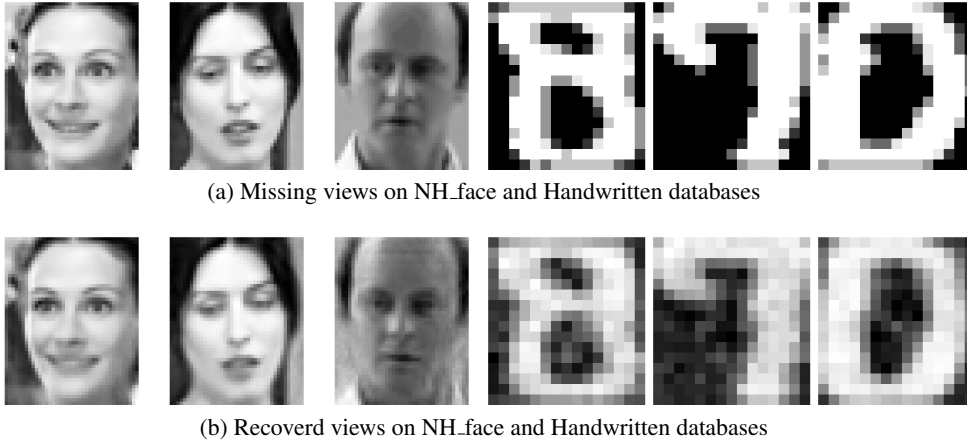 (a) Missing views on NH_face and Handwritten databases
(b) Recoverd views on NH_face and Handwritten databases